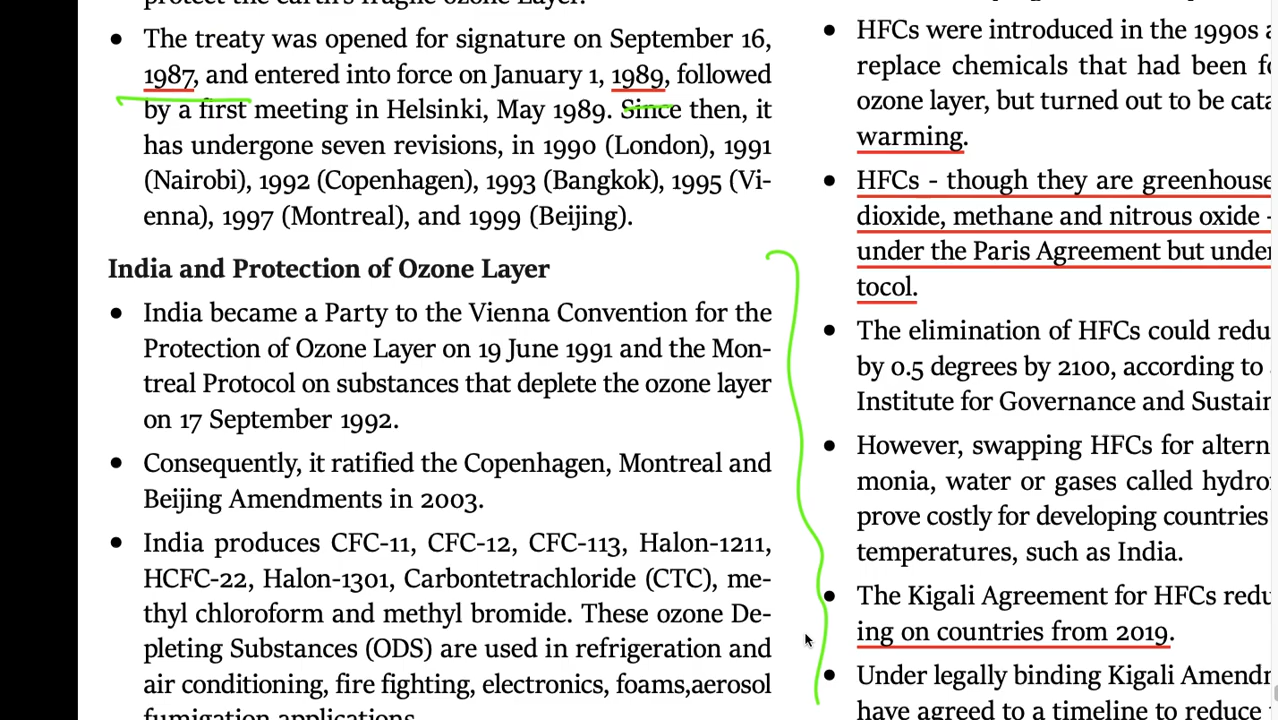 protect the earth's fragile ozone Layer.
• The treaty was opened for signature on September 16,
1987, and entered into force on January 1, 1989, followed
by a first meeting in Helsinki, May 1989. Since then, it
has undergone seven revisions, in 1990 (London), 1991
(Nairobi), 1992 (Copenhagen), 1993 (Bangkok), 1995 (Vi-
enna), 1997 (Montreal), and 1999 (Beijing).
India and Protection of Ozone Layer
• India became a Party to the Vienna Convention for the
Protection of Ozone Layer on 19 June 1991 and the Mon-
treal Protocol on substances that deplete the ozone layer
on 17 September 1992.
• Consequently, it ratified the Copenhagen, Montreal and
Beijing Amendments in 2003.
• India produces CFC-11, CFC-12, CFC-113, Halon-1211,
HCFC-22, Halon-1301, Carbontetrachloride (CTC), me-
thyl chloroform and methyl bromide. These ozone De-
pleting Substances (ODS) are used in refrigeration and
air conditioning, fire fighting, electronics, foams,aerosol
fumigation applications.
• HFCs were introduced in the 1990s
replace chemicals that had been
ozone layer, but turned out to be
warming.
• HFCs - though they are greenhouse
dioxide, methane and nitrous oxide -
under the Paris Agreement but
tocol.
• The elimination of HFCs could
by 0.5 degrees by 2100, according to
Institute for Governance and
• However, swapping HFCs for
monia, water or gases called
prove costly for developing countries
temperatures, such as India.
• The Kigali Agreement for HFCs
ing on countries from 2019.
• Under legally binding Kigali
have agreed to a timeline to reduce